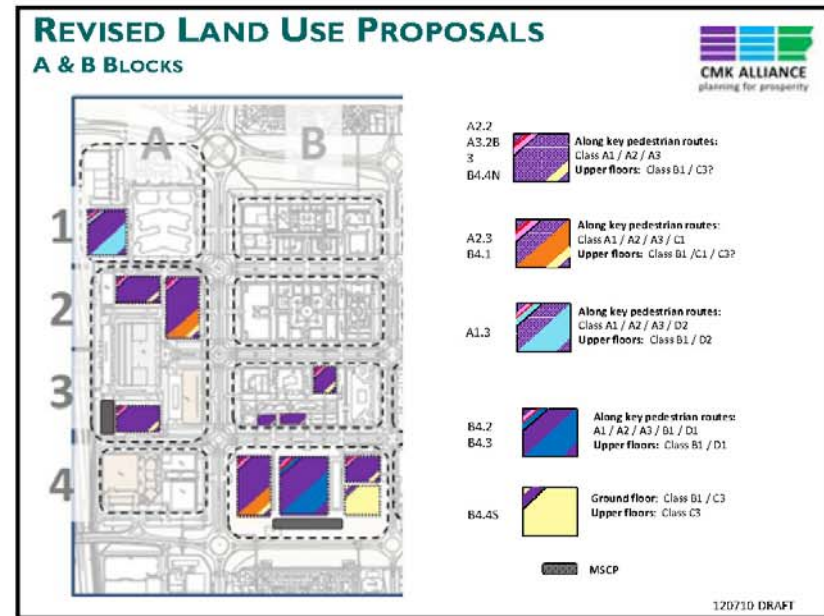 REVISED LAND USE PROPOSALS
A & B BLOCKS
CMK ALLIANCE
planning for prosperity
A
B
1
2
3
4
A2.2
A3.2B
3
B4.4N
Along key pedestrian routes:
Class A1 / A2 / A3
Upper floors: Class B1 / C3?
A2.3
B4.1
Along key pedestrian routes:
Class A1 / A2 / A3 / C1
Upper floors: Class B1 /C1 / C3?
A1.3
Along key pedestrian routes:
Class A1 / A2 / A3 / D2
Upper floors: Class B1 / D2
B4.2
B4.3
Along key pedestrian routes:
A1 / A2 / A3 / B1 / D1
Upper floors: Class B1 / D1
B4.4S
Ground floor: Class B1 / C3
Upper floors: Class C3
MSCP
120710 DRAFT